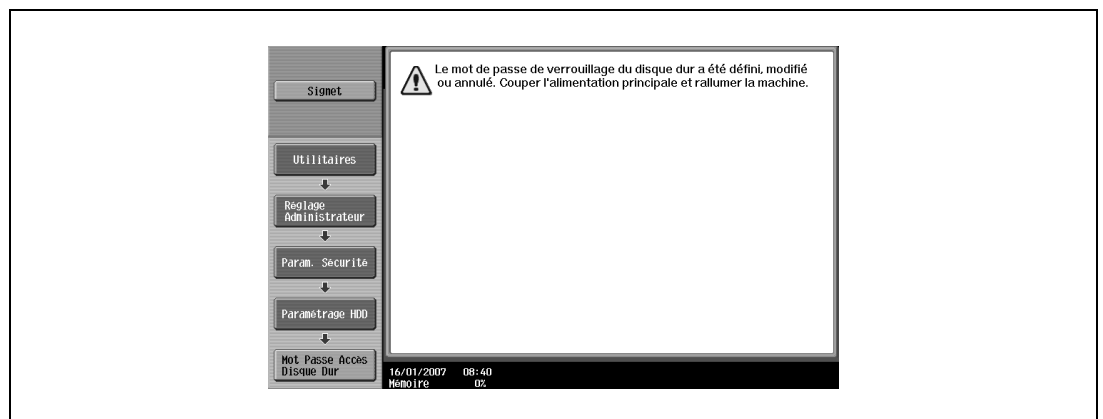 Signet
Utilitaires
Réglage
Administrateur
Param. Sécurité
Paramétrage HDD
Mot Passe Accès
Disque Dur
Le mot de passe de verrouillage du disque dur a été défini, modifié
ou annulé. Couper l'alimentation principale et rallumer la machine.
16/01/2007 08:40
Mémoire 0%